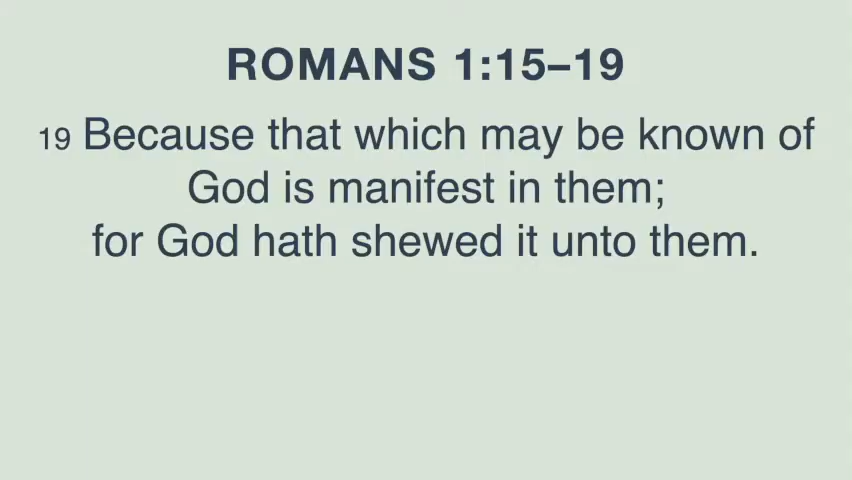 ROMANS 1:15–19
19 Because that which may be known of
God is manifest in them;
for God hath shewed it unto them.